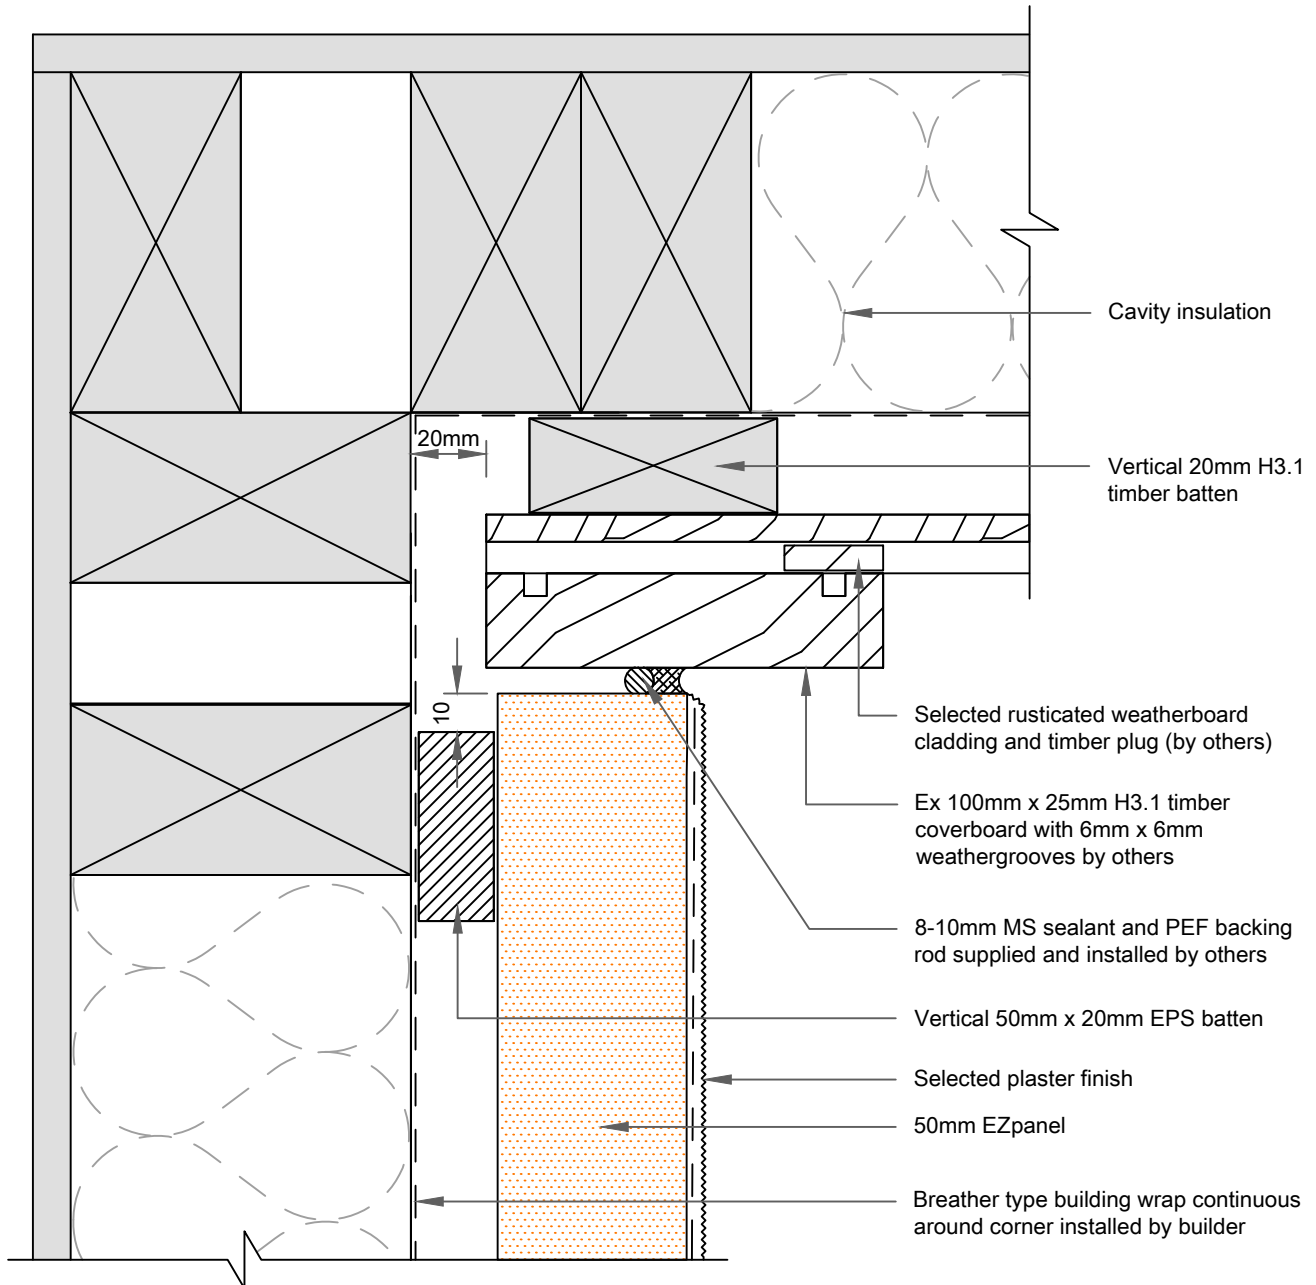 Cavity insulation
20mm
Vertical 20mm H3.1
timber batten
10
Selected rusticated weatherboard
cladding and timber plug (by others)
Ex 100mm x 25mm H3.1 timber
coverboard with 6mm x 6mm
weathergrooves by others
8-10mm MS sealant and PEF backing
rod supplied and installed by others
Vertical 50mm x 20mm EPS batten
Selected plaster finish
50mm EZpanel
Breather type building wrap continuous
around corner installed by builder